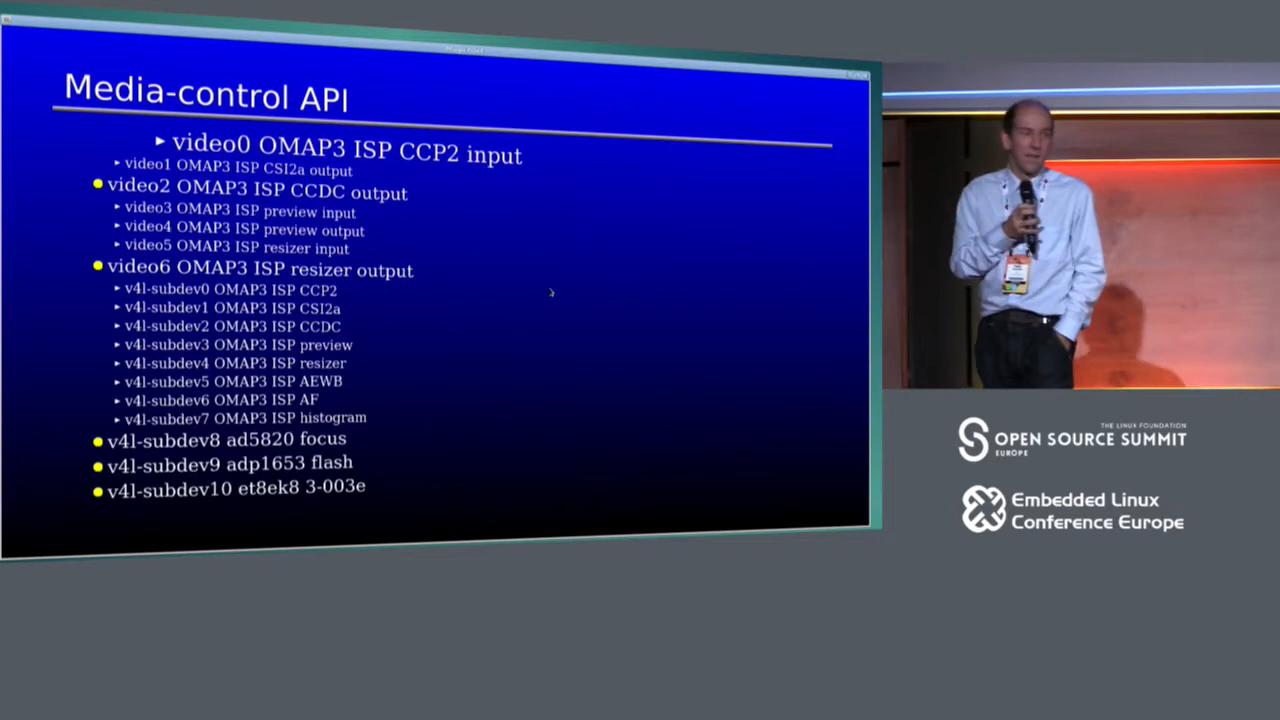 Media-control API
video0 OMAP3 ISP CCP2 input
video1 OMAP3 ISP CSI2a output
video2 OMAP3 ISP CCDC output
video3 OMAP3 ISP preview input
video4 OMAP3 ISP preview output
video5 OMAP3 ISP resizer input
video6 OMAP3 ISP resizer output
v4l-subdev0 OMAP3 ISP CCP2
v4l-subdev1 OMAP3 ISP CSI2a
v4l-subdev2 OMAP3 ISP CCDC
v4l-subdev3 OMAP3 ISP preview
v4l-subdev4 OMAP3 ISP resizer
v4l-subdev5 OMAP3 ISP AEWB
v4l-subdev6 OMAP3 ISP AF
v4l-subdev7 OMAP3 ISP histogram
v4l-subdev8 ad5820 focus
v4l-subdev9 adp1653 flash
v4l-subdev10 et8ek8 3-003e
THE LINUX FOUNDATION
OPEN SOURCE SUMMIT
EUROPE
Embedded Linux
Conference Europe